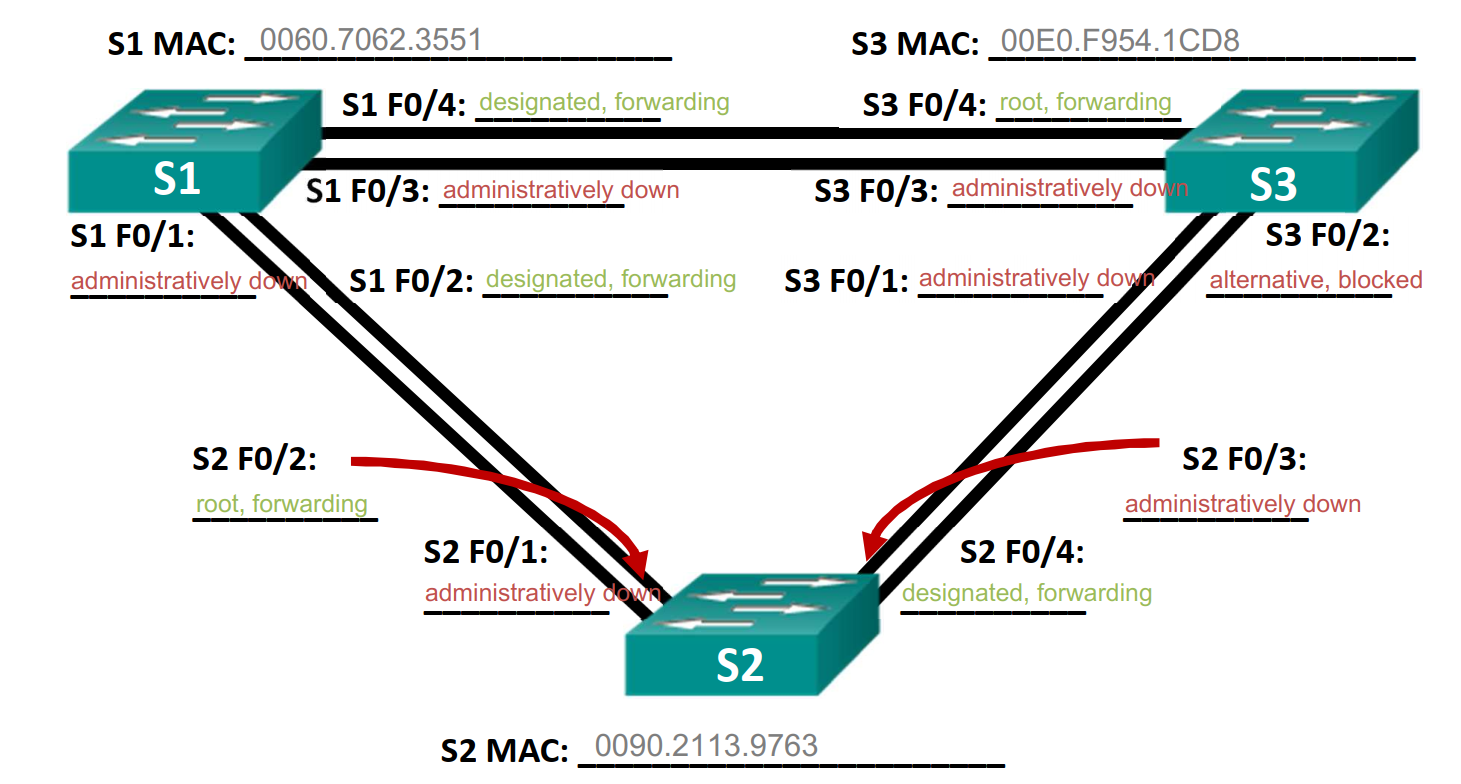 S1 MAC: 0060.7062.3551
S3 MAC: 00E0.F954.1CD8
S1 F0/4: designated, forwarding
S3 F0/4: root, forwarding
S1
S3
S1 F0/3: administratively down
S3 F0/3: administratively down
S1 F0/1:
administratively down
S3 F0/2:
alternative, blocked
S1 F0/2: designated, forwarding
S3 F0/1: administratively down
S2 F0/2:
root, forwarding
S2 F0/3:
administratively down
S2 F0/1:
administratively down
S2 F0/4:
designated, forwarding
S2
S2 MAC: 0090.2113.9763